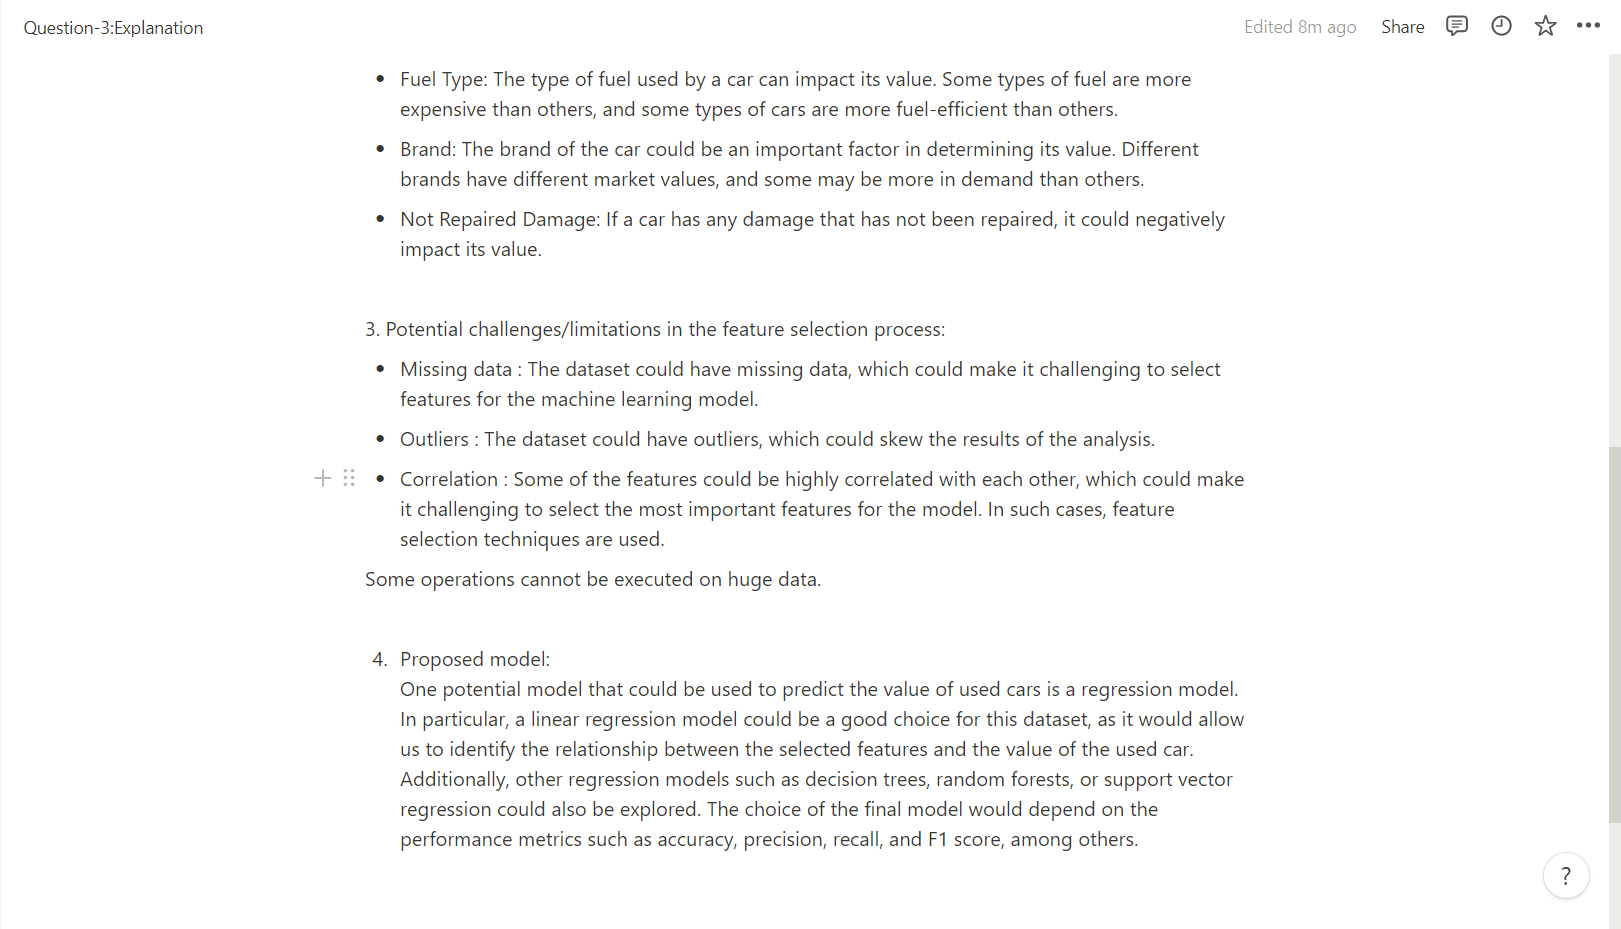 Question-3:Explanation
Edited 8m ago Share
• Fuel Type: The type of fuel used by a car can impact its value. Some types of fuel are more
expensive than others, and some types of cars are more fuel-efficient than others.
• Brand: The brand of the car could be an important factor in determining its value. Different
brands have different market values, and some may be more in demand than others.
• Not Repaired Damage: If a car has any damage that has not been repaired, it could negatively
impact its value.
3. Potential challenges/limitations in the feature selection process:
• Missing data : The dataset could have missing data, which could make it challenging to select
features for the machine learning model.
• Outliers : The dataset could have outliers, which could skew the results of the analysis.
• Correlation : Some of the features could be highly correlated with each other, which could make
it challenging to select the most important features for the model. In such cases, feature
selection techniques are used.
Some operations cannot be executed on huge data.
4. Proposed model:
One potential model that could be used to predict the value of used cars is a regression model.
In particular, a linear regression model could be a good choice for this dataset, as it would allow
us to identify the relationship between the selected features and the value of the used car.
Additionally, other regression models such as decision trees, random forests, or support vector
regression could also be explored. The choice of the final model would depend on the
performance metrics such as accuracy, precision, recall, and F1 score, among others.
?